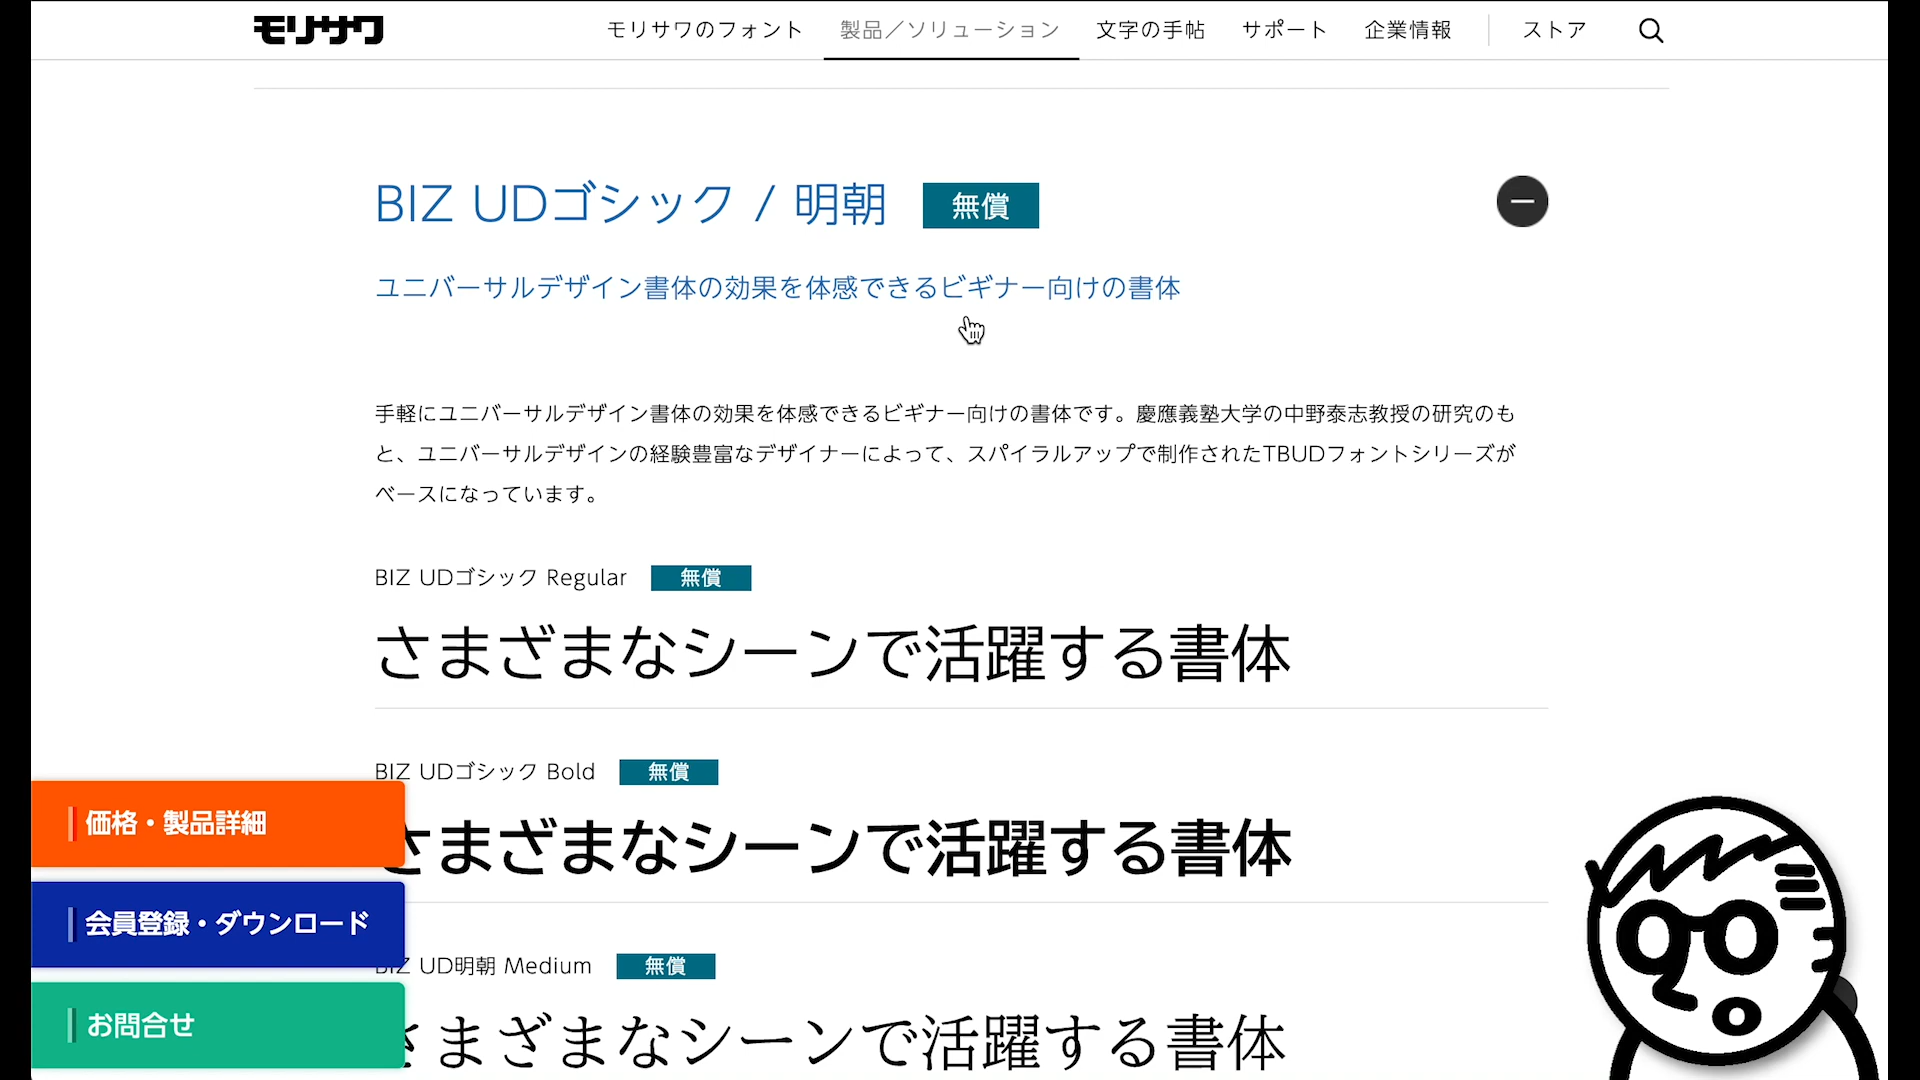 モリサワ
モリサワのフォント 製品／ソリューション 文字の手帖 サポート 企業情報 ストア
BIZ UDゴシック / 明朝 無償
ユニバーサルデザイン書体の効果を体感できるビギナー向けの書体
手軽にユニバーサルデザイン書体の効果を体感できるビギナー向けの書体です。慶應義塾大学の中野泰志教授の研究のも
と、ユニバーサルデザインの経験豊富なデザイナーによって、スパイラルアップで制作されたTBUDフォントシリーズが
ベースになっています。
BIZ UDゴシック Regular 無償
さまざまなシーンで活躍する書体
BIZ UDゴシック Bold 無償
さまざまなシーンで活躍する書体
BIZ UD明朝 Medium 無償
さまざまなシーンで活躍する書体
価格・製品詳細
会員登録・ダウンロード
お問合せ